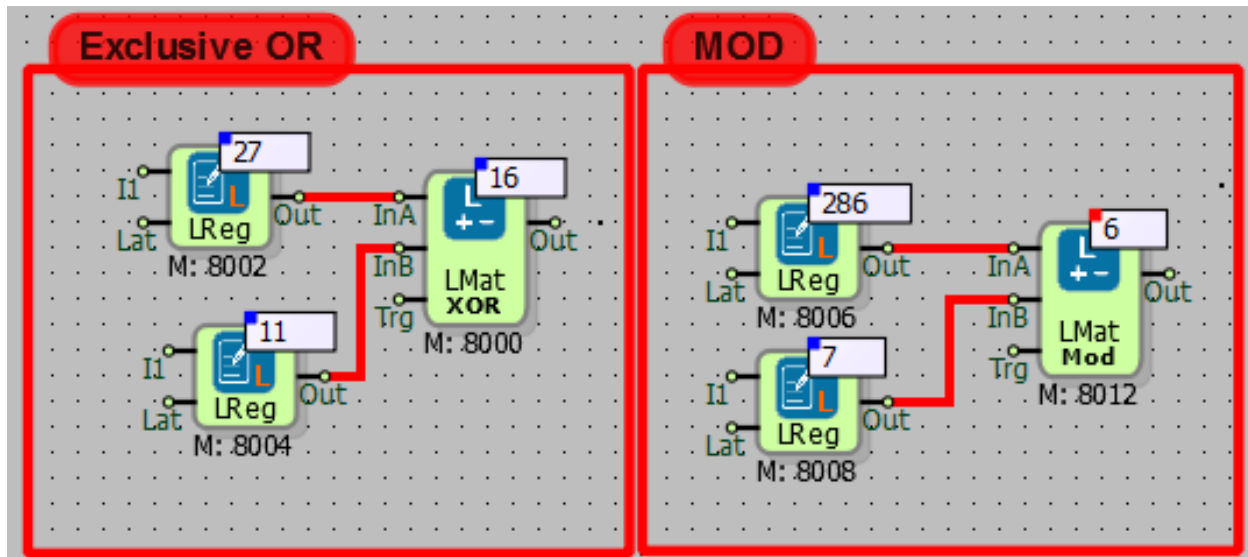 Exclusive OR
27
I1
Lat
L
LReg
Out
M: 8002
16
InA
InB
Trg
L
LMat
XOR
Out
M: 8000
11
I1
Lat
L
LReg
Out
M: 8004
MOD
286
I1
Lat
L
LReg
Out
M: 8006
6
InA
InB
Trg
L
LMat
Mod
Out
M: 8012
7
I1
Lat
L
LReg
Out
M: 8008